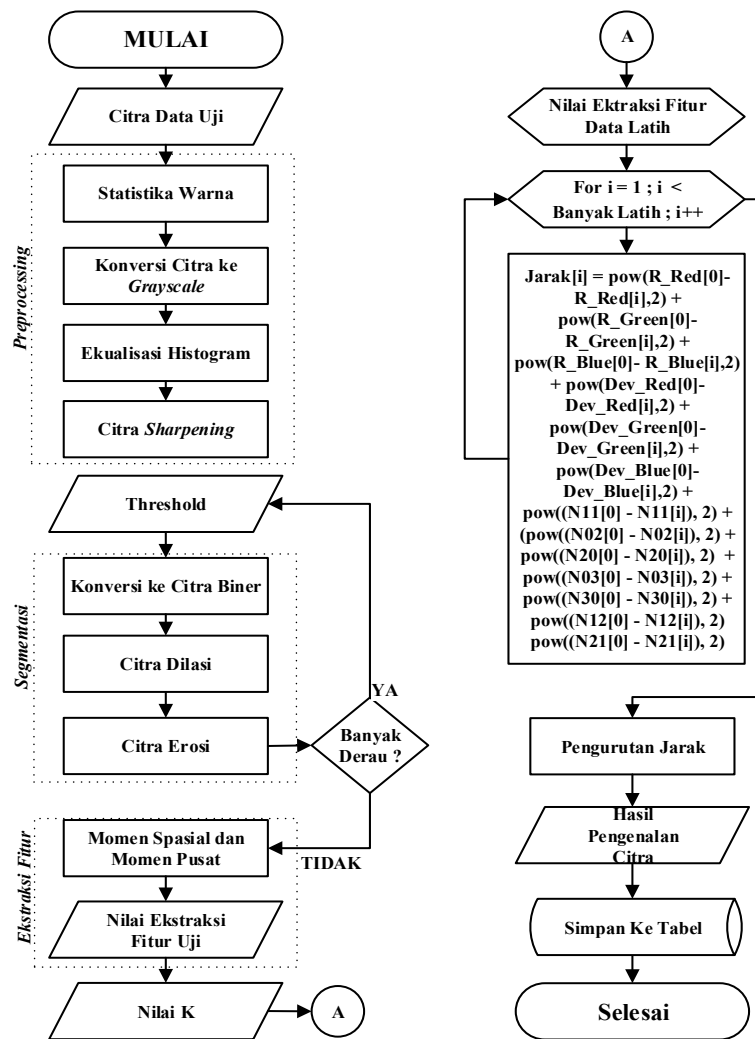 MULAI
Citra Data Uji
Preprocessing
Statistika Warna
Konversi Citra ke
Grayscale
Ekualisasi Histogram
Citra Sharpening
Threshold
Segmentasi
Konversi ke Citra Biner
Citra Dilasi
Citra Erosi
YA
Banyak
Derau ?
TIDAK
Ekstraksi Fitur
Momen Spasial dan
Momen Pusat
Nilai Ekstraksi
Fitur Uji
Nilai K
A
A
Nilai Ektraksi Fitur
Data Latih
For i = 1 ; i <
Banyak Latih ; i++
Jarak[i] = pow(R_Red[0]-
R_Red[i],2) +
pow(R_Green[0]-
R_Green[i],2) +
pow(R_Blue[0]- R_Blue[i],2)
+ pow(Dev_Red[0]-
Dev_Red[i],2) +
pow(Dev_Green[0]-
Dev_Green[i],2) +
pow(Dev_Blue[0]-
Dev_Blue[i],2) +
pow((N11[0] - N11[i]), 2) +
(pow((N02[0] - N02[i]), 2) +
pow((N20[0] - N20[i]), 2) +
pow((N03[0] - N03[i]), 2) +
pow((N30[0] - N30[i]), 2) +
pow((N12[0] - N12[i]), 2)
pow((N21[0] - N21[i]), 2)
Pengurutan Jarak
Hasil
Pengenalan
Citra
Simpan Ke Tabel
Selesai